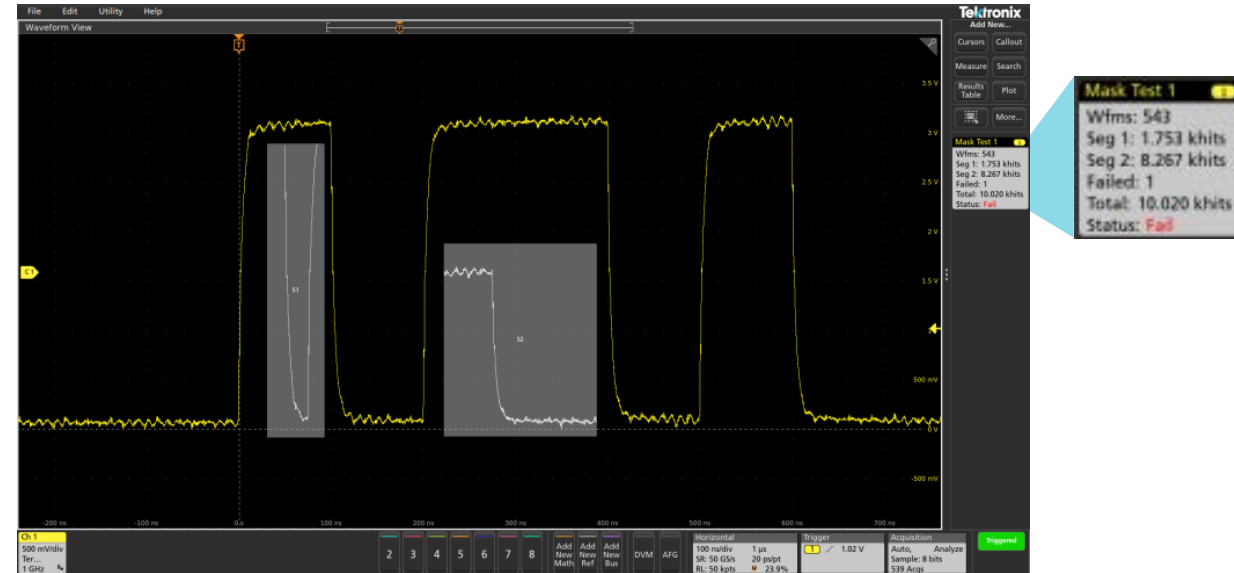 File Edit Utility Help
Tektronix
Waveform View
Add New...
Cursors Callout
Measure Search
Results Table Plot
More...
Mask Test 1
Wfms: 543
Seg 1: 1.753 khits
Seg 2: 8.267 khits
Failed: 1
Total: 10.020 khits
Status: Fail
Mask Test 1
Wfms: 543
Seg 1: 1.753 khits
Seg 2: 8.267 khits
Failed: 1
Total: 10.020 khits
Status: Fail
T
T
3.5 V
3 V
2.5 V
2 V
1.5 V
500 mV
0 V
-500 mV
C1
S1
S2
-200 ns -100 ns 0 s 100 ns 200 ns 300 ns 400 ns 500 ns 600 ns 700 ns
Ch 1
500 mV/div
Ter...
1 GHz
2 3 4 5 6 7 8
Add New Math
Add New Ref
Add New Bus
DVM AFG
Horizontal
100 ns/div 1 µs
SR: 50 GS/s 20 ps/pt
RL: 50 kpts 23.9%
Trigger
1 1.02 V
Acquisition
Auto, Analyze
Sample: 8 bits
539 Acqs
Triggered